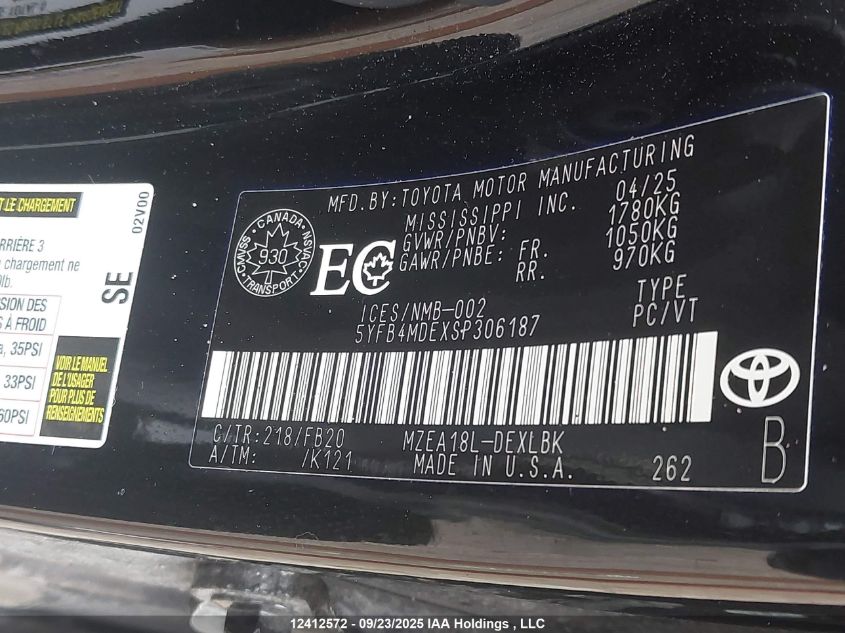 T LE CHARGEMENT
02V00
RRIÈRE 3
chargement ne
lb.
SE
SION DES
S À FROID
a, 35PSI
33PSI
60PSI
VOIR LE MANUEL
DE L'USAGER
POUR PLUS DE
RENSEIGNEMENTS
MFD.BY:TOYOTA MOTOR MANUFACTURING
MISSISSIPPI INC. 04/25
GVWR/PNBV: 1780KG
GAWR/PNBE: FR. 1050KG
RR. 970KG
CANADA
CMVSS 930 NSVAC
TRANSPORT
EC
ICES/NMB-002
5YFB4MDEXSP306187
TYPE
PC/VT
C/TR:218/FB20 MZEA18L-DEXLBK
A/TM: /K121 MADE IN U.S.A. 262
B
12412572 - 09/23/2025 IAA Holdings , LLC